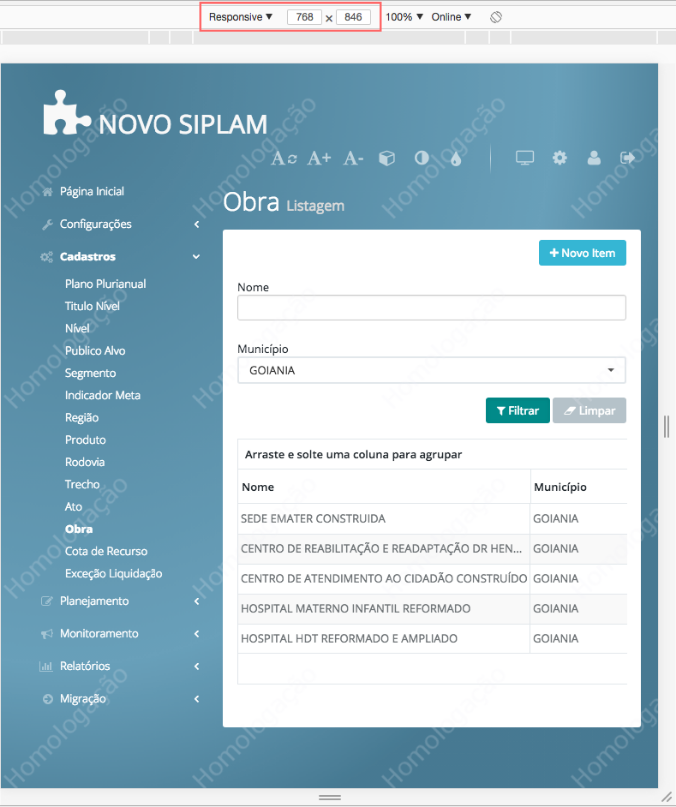 Responsive ▼ 768 x 846 100% ▼ Online ▼
NOVO SIPLAM
A A+ A-
Página Inicial
Configurações
Cadastros
Plano Plurianual
Titulo Nível
Nível
Publico Alvo
Segmento
Indicador Meta
Região
Produto
Rodovia
Trecho
Ato
Obra
Cota de Recurso
Exceção Liquidação
Planejamento
Monitoramento
Relatórios
Migração
Obra Listagem
+ Novo Item
Nome
Município
GOIANIA
Filtrar Limpar
Arraste e solte uma coluna para agrupar
Nome Município
SEDE EMATER CONSTRUIDA GOIANIA
CENTRO DE REABILITAÇÃO E READAPTAÇÃO DR HEN... GOIANIA
CENTRO DE ATENDIMENTO AO CIDADÃO CONSTRUÍDO GOIANIA
HOSPITAL MATERNO INFANTIL REFORMADO GOIANIA
HOSPITAL HDT REFORMADO E AMPLIADO GOIANIA
Homologação